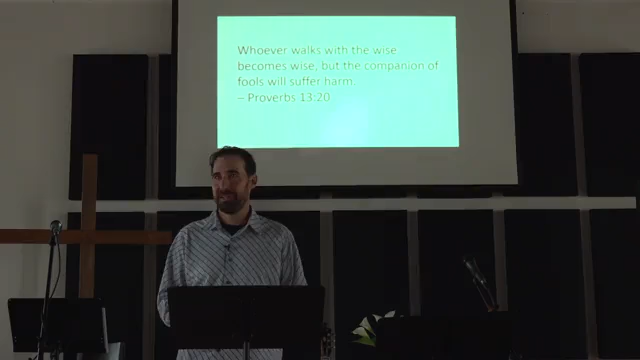 Whoever walks with the wise
becomes wise, but the companion of
fools will suffer harm.
– Proverbs 13:20